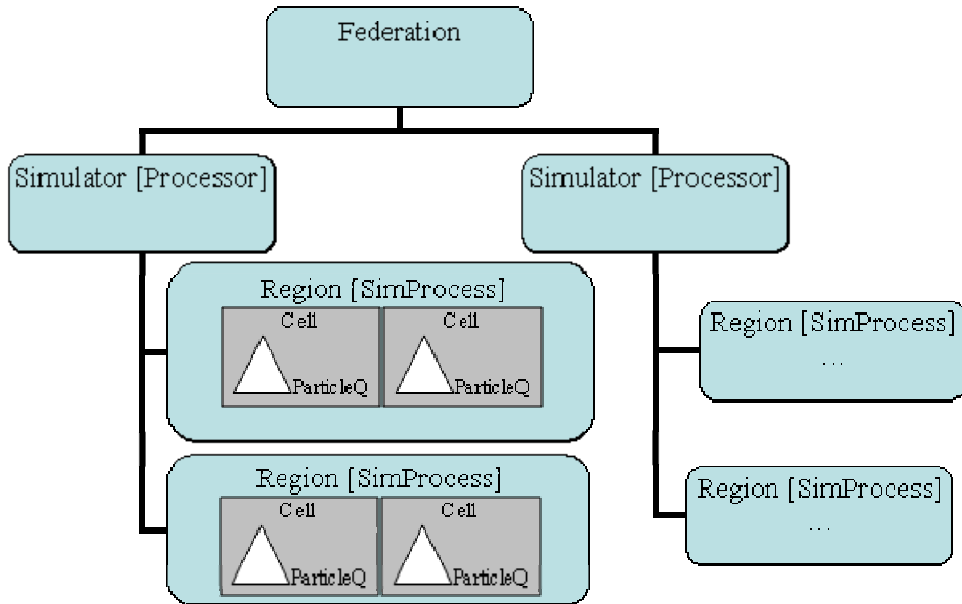 Federation
Simulator [Processor]
Simulator [Processor]
Region [SimProcess]
Cell
Cell
ParticleQ
ParticleQ
Region [SimProcess]
Cell
Cell
ParticleQ
ParticleQ
Region [SimProcess]
...
Region [SimProcess]
...